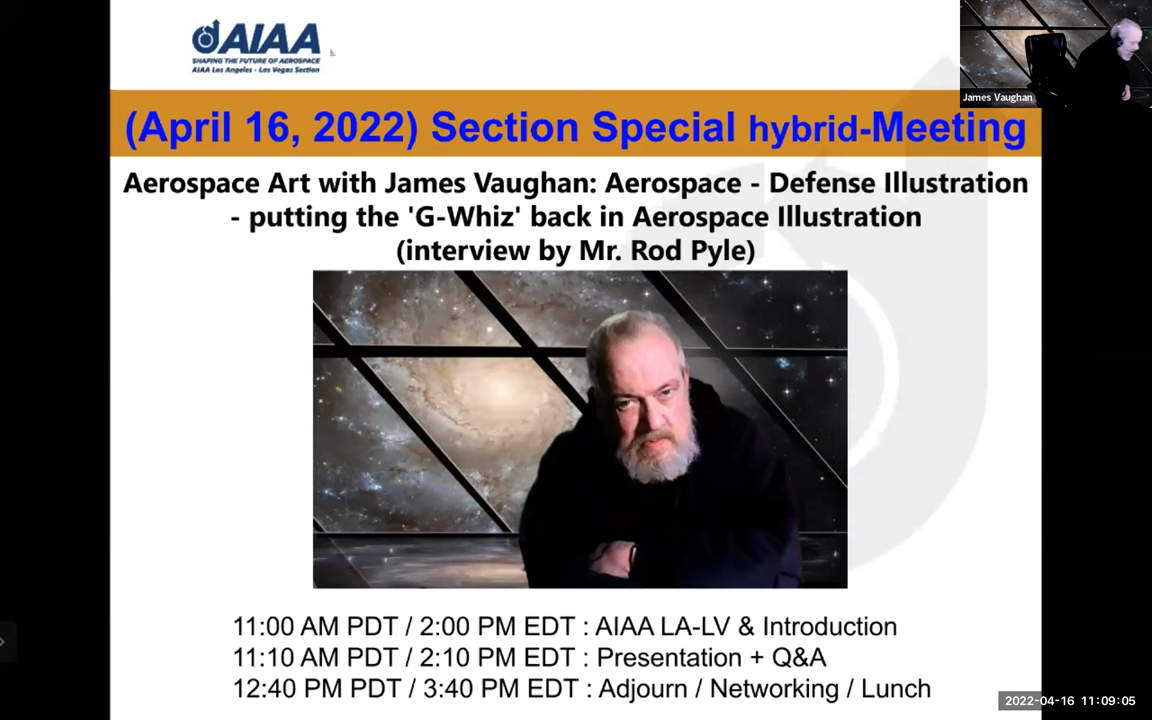 AIAA
SHAPING THE FUTURE OF AEROSPACE
AIAA Los Angeles - Las Vegas Section
James Vaughan
(April 16, 2022) Section Special hybrid-Meeting
Aerospace Art with James Vaughan: Aerospace - Defense Illustration
- putting the 'G-Whiz' back in Aerospace Illustration
(interview by Mr. Rod Pyle)
11:00 AM PDT / 2:00 PM EDT : AIAA LA-LV & Introduction
11:10 AM PDT / 2:10 PM EDT : Presentation + Q&A
12:40 PM PDT / 3:40 PM EDT : Adjourn / Networking / Lunch
2022-04-16 11:09:05